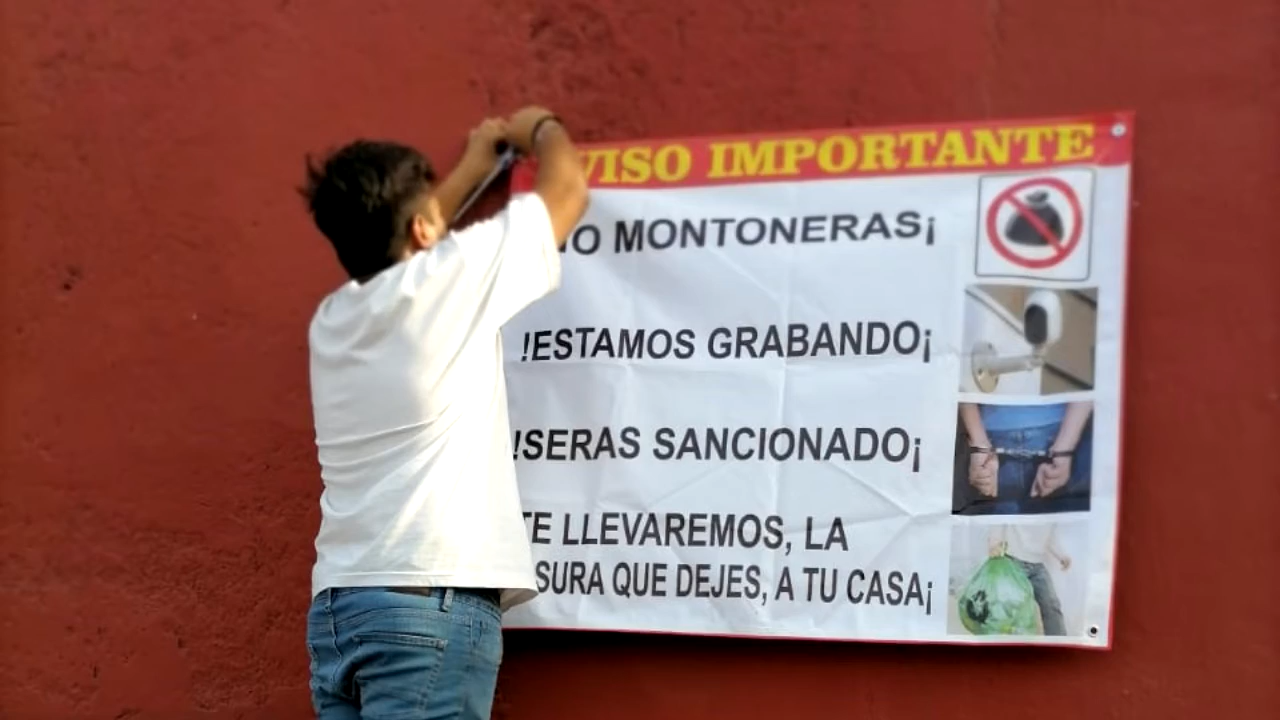 VISO IMPORTANTE
NO MONTONERAS¡
!ESTAMOS GRABANDO¡
!SERAS SANCIONADO¡
TE LLEVAREMOS, LA
SURA QUE DEJES, A TU CASA¡